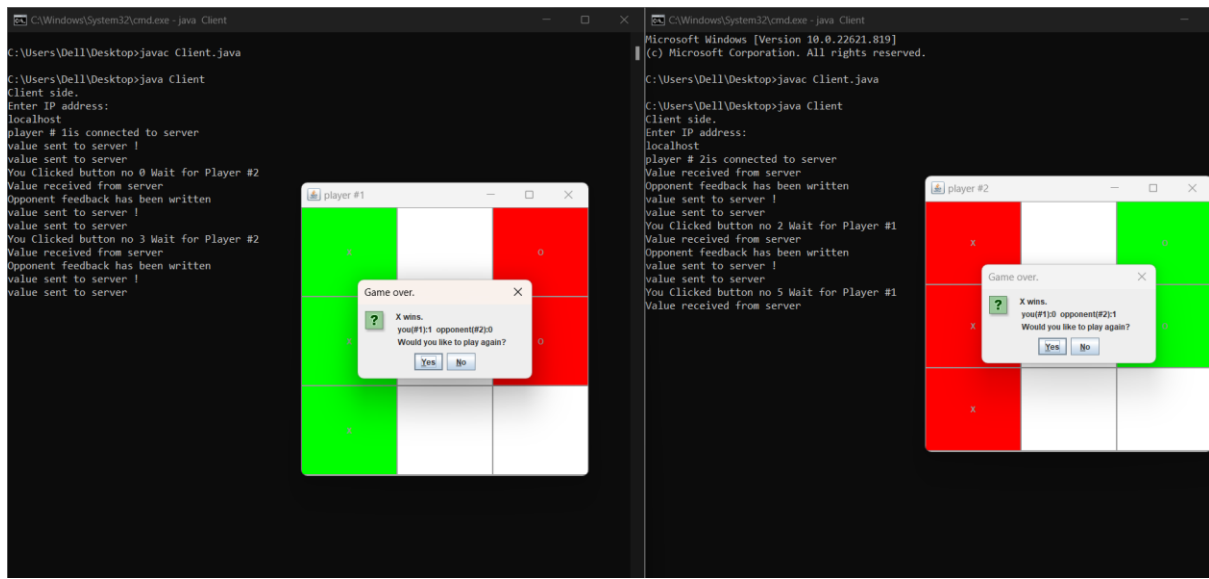 C:\Windows\System32\cmd.exe - java Client
C:\Users\Dell\Desktop>javac Client.java
C:\Users\Dell\Desktop>java Client
Client side.
Enter IP address:
localhost
player # 1is connected to server
value sent to server !
value sent to server
You Clicked button no 0 Wait for Player #2
Value received from server
Opponent feedback has been written
value sent to server !
value sent to server
You Clicked button no 3 Wait for Player #2
Value received from server
Opponent feedback has been written
value sent to server !
value sent to server
player #1
O
O
Game over.
X wins.
you(#1):1 opponent(#2):0
Would you like to play again?
Yes No
C:\Windows\System32\cmd.exe - java Client
Microsoft Windows [Version 10.0.22621.819]
(c) Microsoft Corporation. All rights reserved.
C:\Users\Dell\Desktop>javac Client.java
C:\Users\Dell\Desktop>java Client
Client side.
Enter IP address:
localhost
player # 2is connected to server
Value received from server
Opponent feedback has been written
value sent to server !
value sent to server
You Clicked button no 2 Wait for Player #1
Value received from server
Opponent feedback has been written
value sent to server !
value sent to server
You Clicked button no 5 Wait for Player #1
Value received from server
player #2
X
X
X
Game over.
X wins.
you(#1):0 opponent(#2):1
Would you like to play again?
Yes No